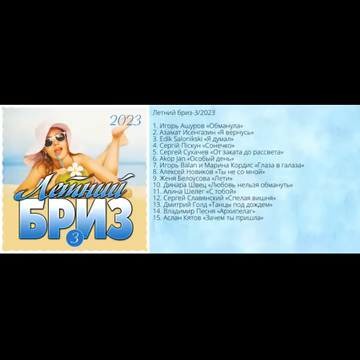 2023
Летний
БРИЗ
3
Летний бриз-3/2023
1. Игорь Ашуров «Обманула»
2. Азамат Исенгазин «Я вернусь»
3. Edik Salonikski «Я думал»
4. Сергій Піскун «Сонечко»
5. Сергей Сухачёв «От заката до рассвета»
6. Akop Jan «Особый день»
7. Игорь Balan и Марина Кордис «Глаза в галаза»
8. Алексей Новиков «Ты не со мной»
9. Женя Белоусова «Лети»
10. Динара Швец «Любовь нельзя обмануть»
11. Алина Шелег «С тобой»
12. Сергей Славянский «Спелая вишня»
13. Дмитрий Голд «Танцы под дождем»
14. Владимир Песня «Архипелаг»
15. Аслан Кятов «Зачем ты пришла»